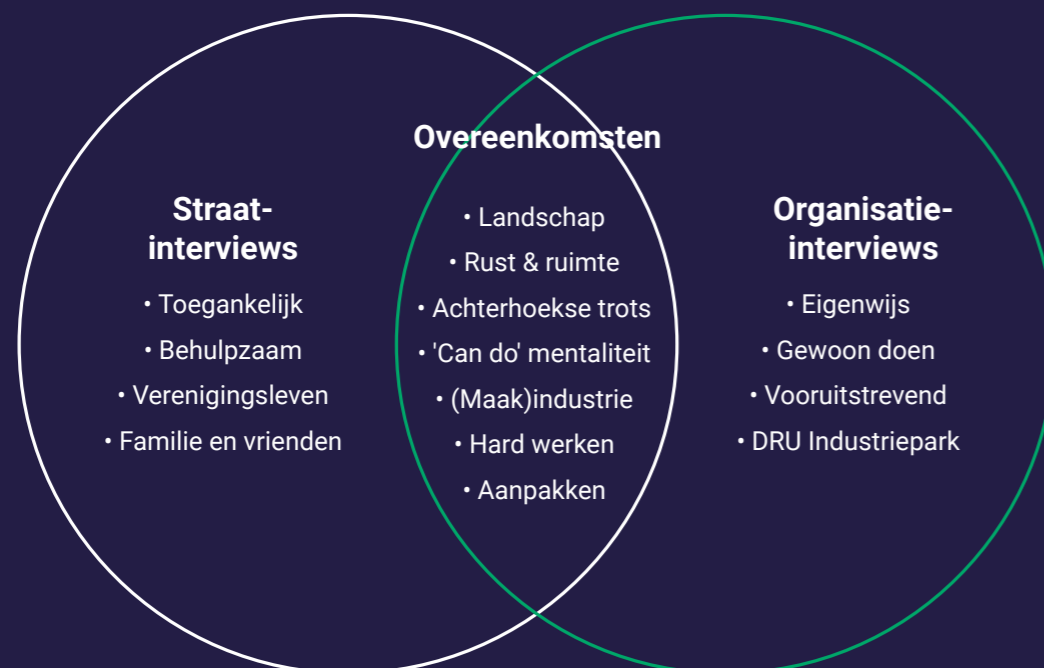 Overeenkomsten
Straat-
interviews
• Toegankelijk
• Behulpzaam
• Verenigingsleven
• Familie en vrienden
• Landschap
• Rust & ruimte
• Achterhoekse trots
• 'Can do' mentaliteit
• (Maak)industrie
• Hard werken
• Aanpakken
Organisatie-
interviews
• Eigenwijs
• Gewoon doen
• Vooruitstrevend
• DRU Industriepark